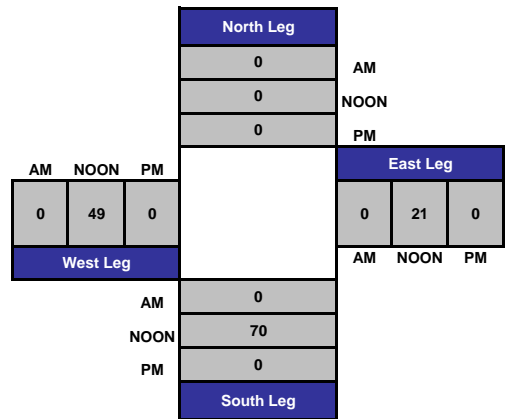 North Leg
0 AM
0 NOON
0 PM
East Leg
AM NOON PM
0 49 0
0 21 0
West Leg
AM NOON PM
AM 0
NOON 70
PM 0
South Leg